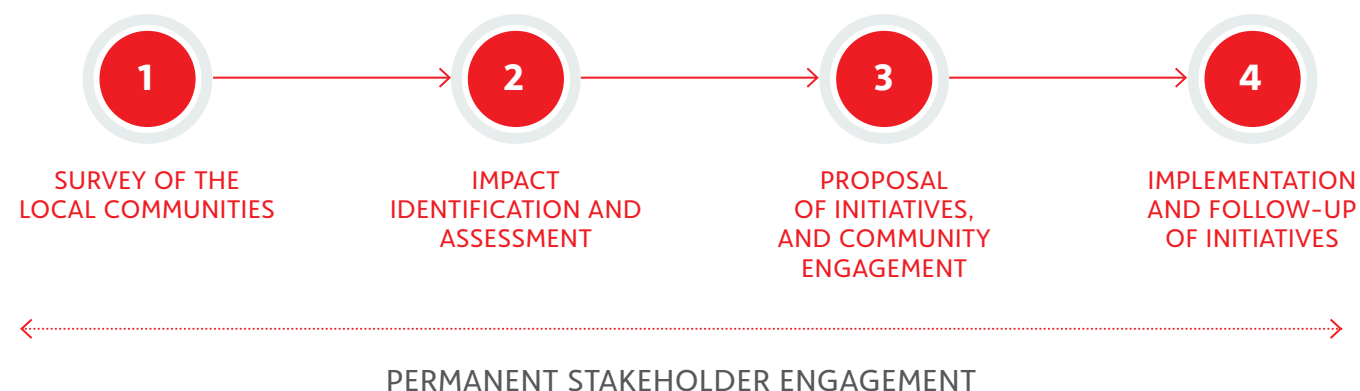 1
2
3
4
SURVEY OF THE
LOCAL COMMUNITIES
IMPACT
IDENTIFICATION AND
ASSESSMENT
PROPOSAL
OF INITIATIVES,
AND COMMUNITY
ENGAGEMENT
IMPLEMENTATION
AND FOLLOW-UP
OF INITIATIVES
PERMANENT STAKEHOLDER ENGAGEMENT